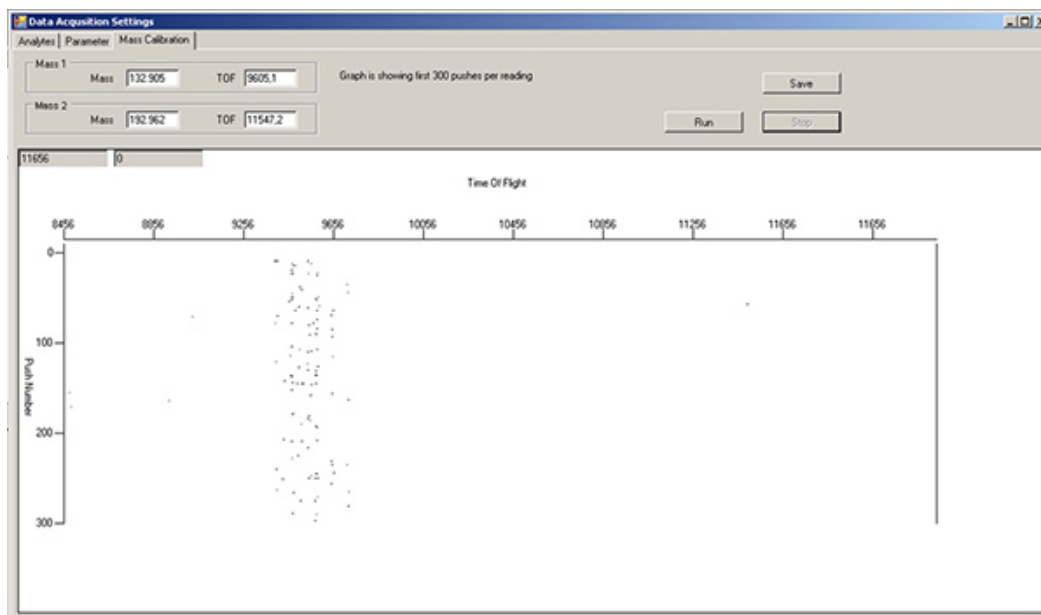 Data Acqusition Settings
Analytes Parameter Mass Calibration
Mass 1
Mass 132.905 TOF 9605,1
Graph is showing first 300 pushes per reading
Save
Mass 2
Mass 192.962 TOF 11547,2
Run Stop
11656 0
Time Of Flight
8456 8856 9256 9656 10056 10456 10856 11256 11656 11656
0
100
Push Number
200
300